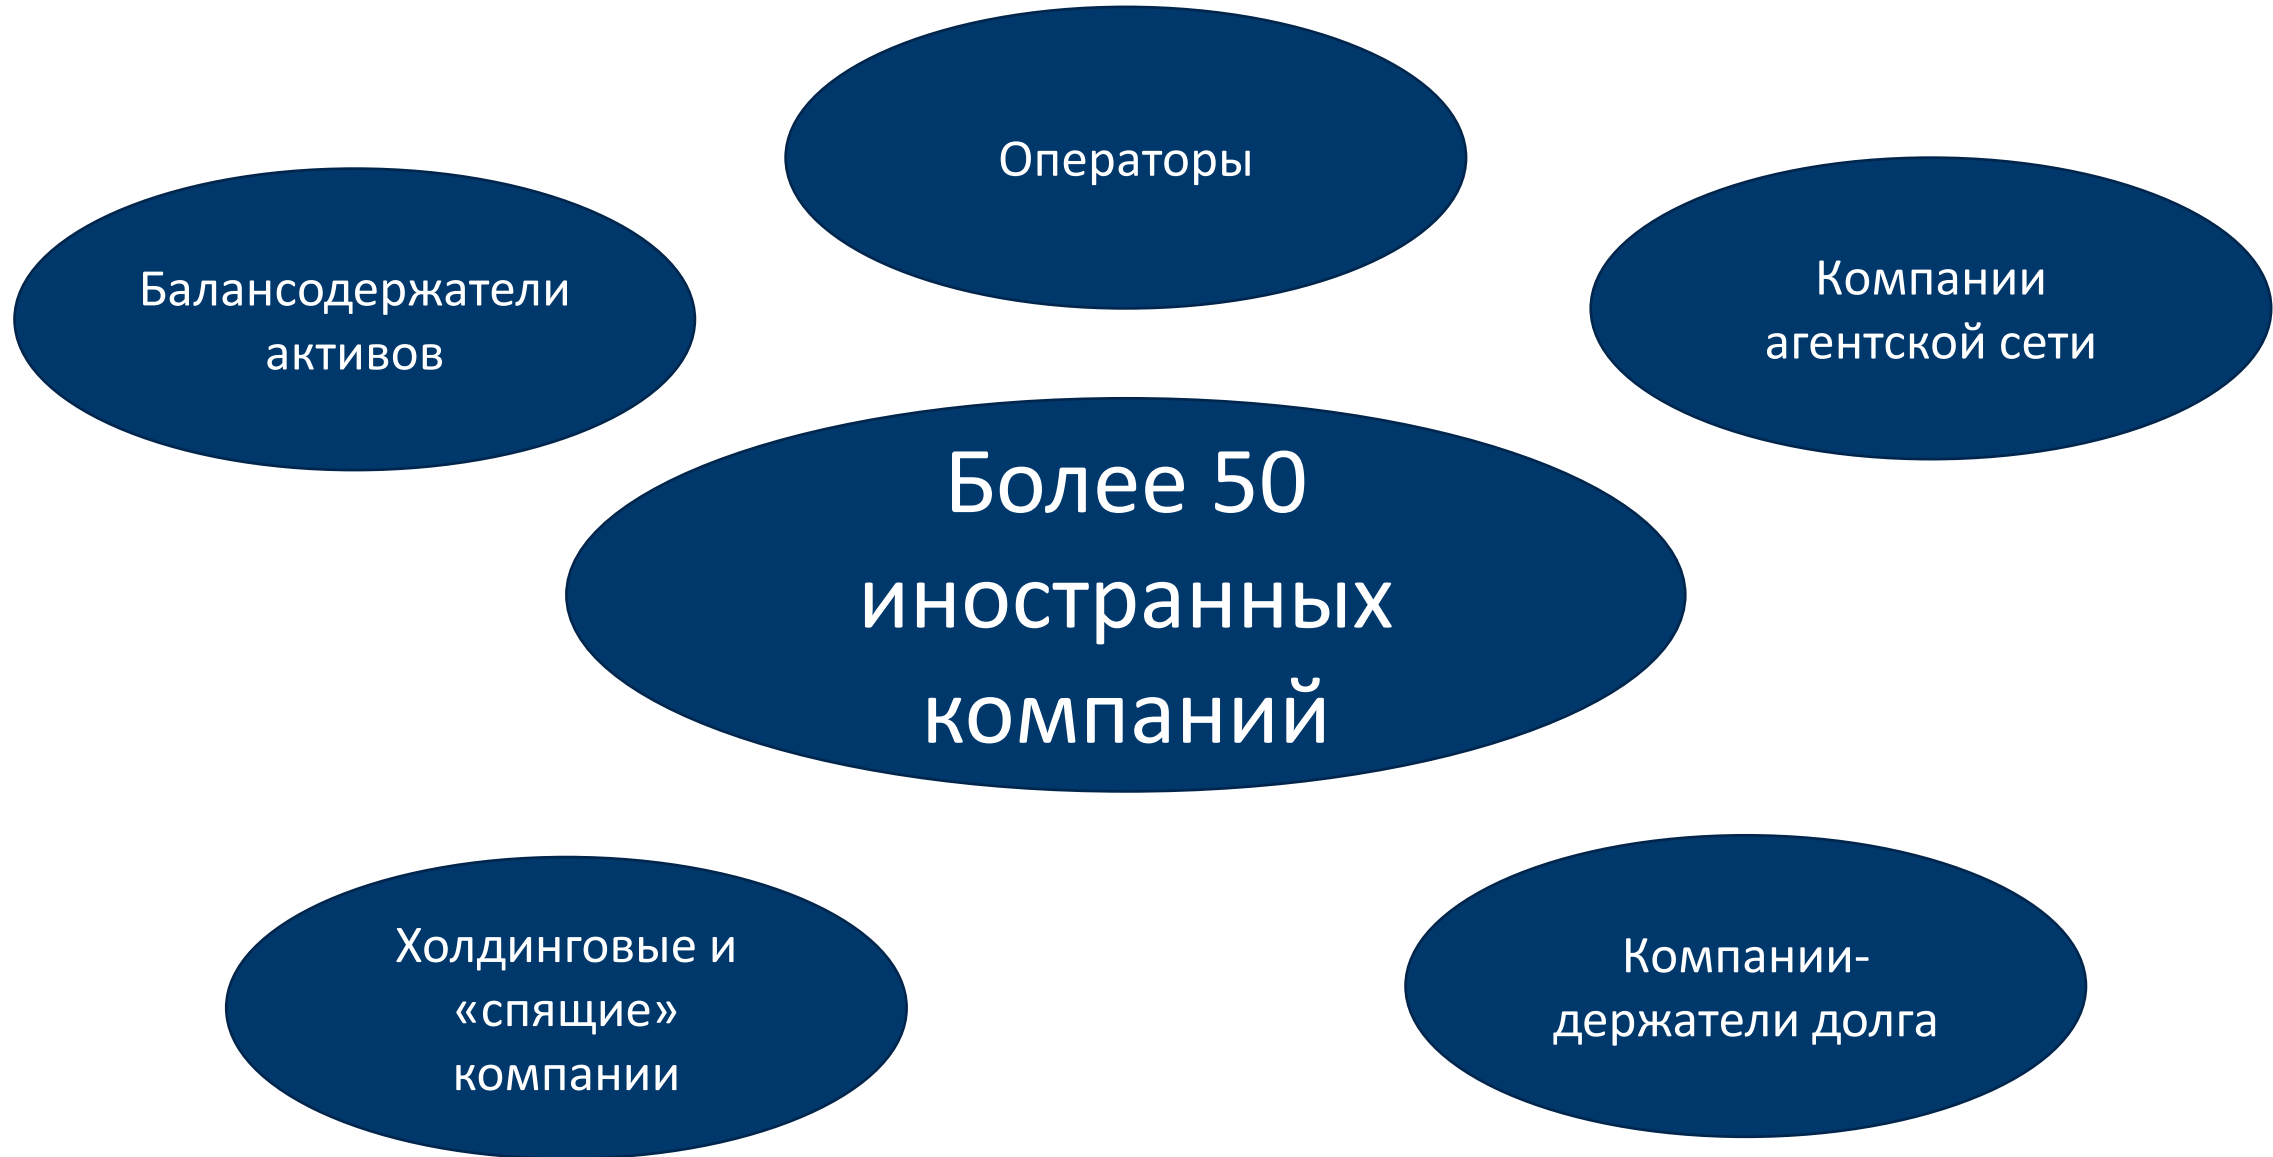 Операторы
Балансодержатели
активов
Компании
агентской сети
Более 50
иностранных
компаний
Холдинговые и
«спящие»
компании
Компании-
держатели долга